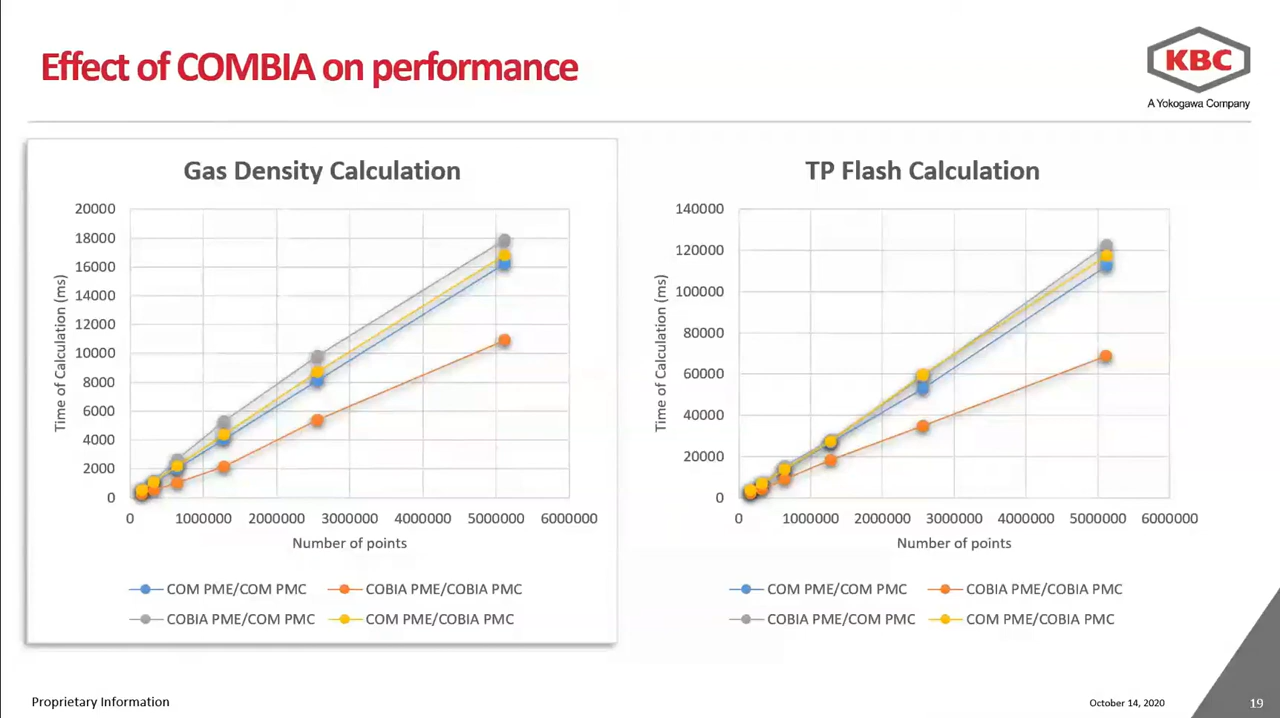 Effect of COMBIA on performance
KBC
A Yokogawa Company
Gas Density Calculation
20000
18000
16000
14000
12000
10000
8000
6000
4000
2000
0
Time of Calculation (ms)
0 1000000 2000000 3000000 4000000 5000000 6000000
Number of points
COM PME/COM PMC COBIA PME/COBIA PMC
COBIA PME/COM PMC COM PME/COBIA PMC
TP Flash Calculation
140000
120000
100000
80000
60000
40000
20000
0
Time of Calculation (ms)
0 1000000 2000000 3000000 4000000 5000000 6000000
Number of points
COM PME/COM PMC COBIA PME/COBIA PMC
COBIA PME/COM PMC COM PME/COBIA PMC
Proprietary Information
October 14, 2020
19